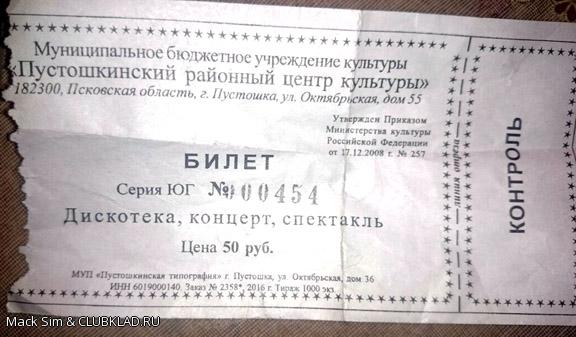 Муниципальное бюджетное учреждение культуры
«Пустошкинский районный центр культуры»
182300, Псковская область, г. Пустошка, ул. Октябрьская, дом 55
Утвержден Приказом
Министерства культуры
Российской Федерации
от 17.12.2008 г. № 257
БИЛЕТ
Серия ЮГ № 000454
Дискотека, концерт, спектакль
Цена 50 руб.
МУП «Пустошкинская типография» г. Пустошка, ул. Октябрьская, дом 36
ИНН 6019000140. Заказ № 2358*, 2016 г. Тираж 1000 экз.
линия отреза
КОНТРОЛЬ
Mack Sim & CLUBKLAD.RU